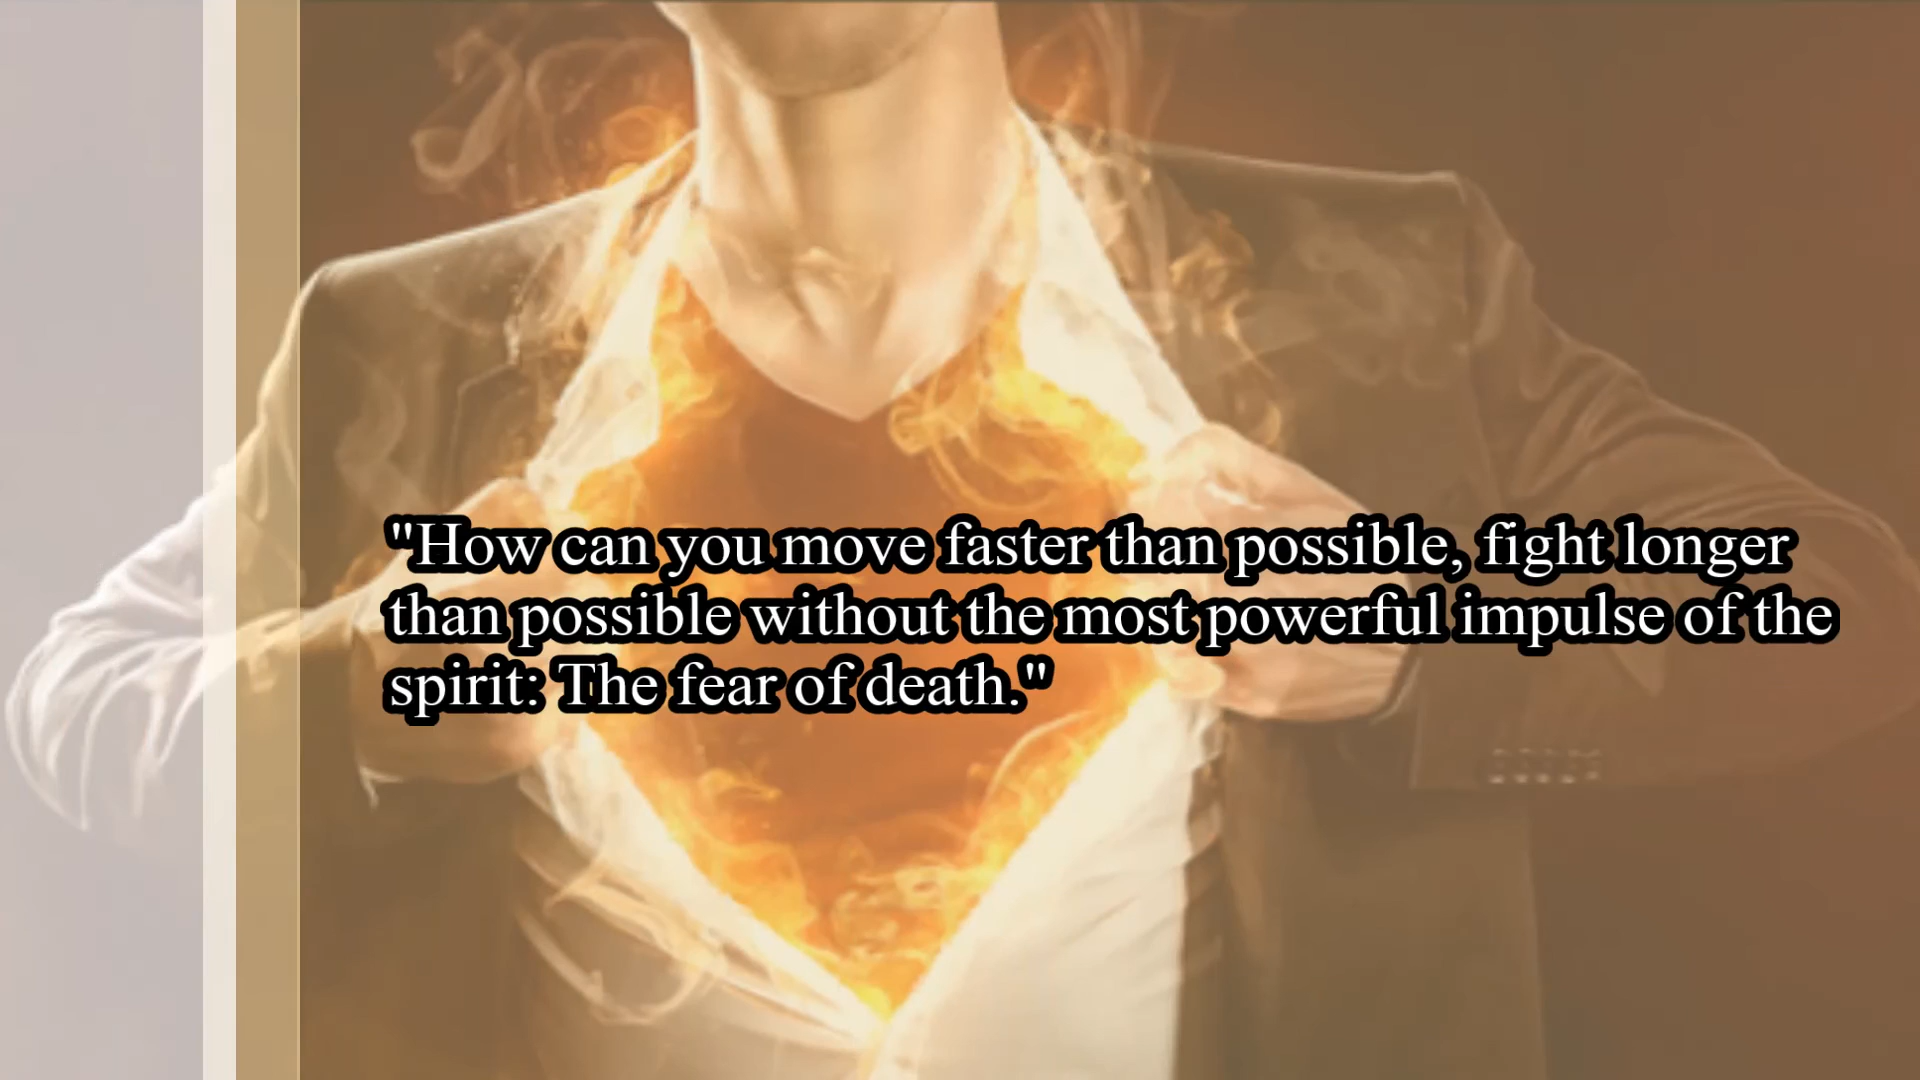 "How can you move faster than possible, fight longer
than possible without the most powerful impulse of the
spirit: The fear of death."